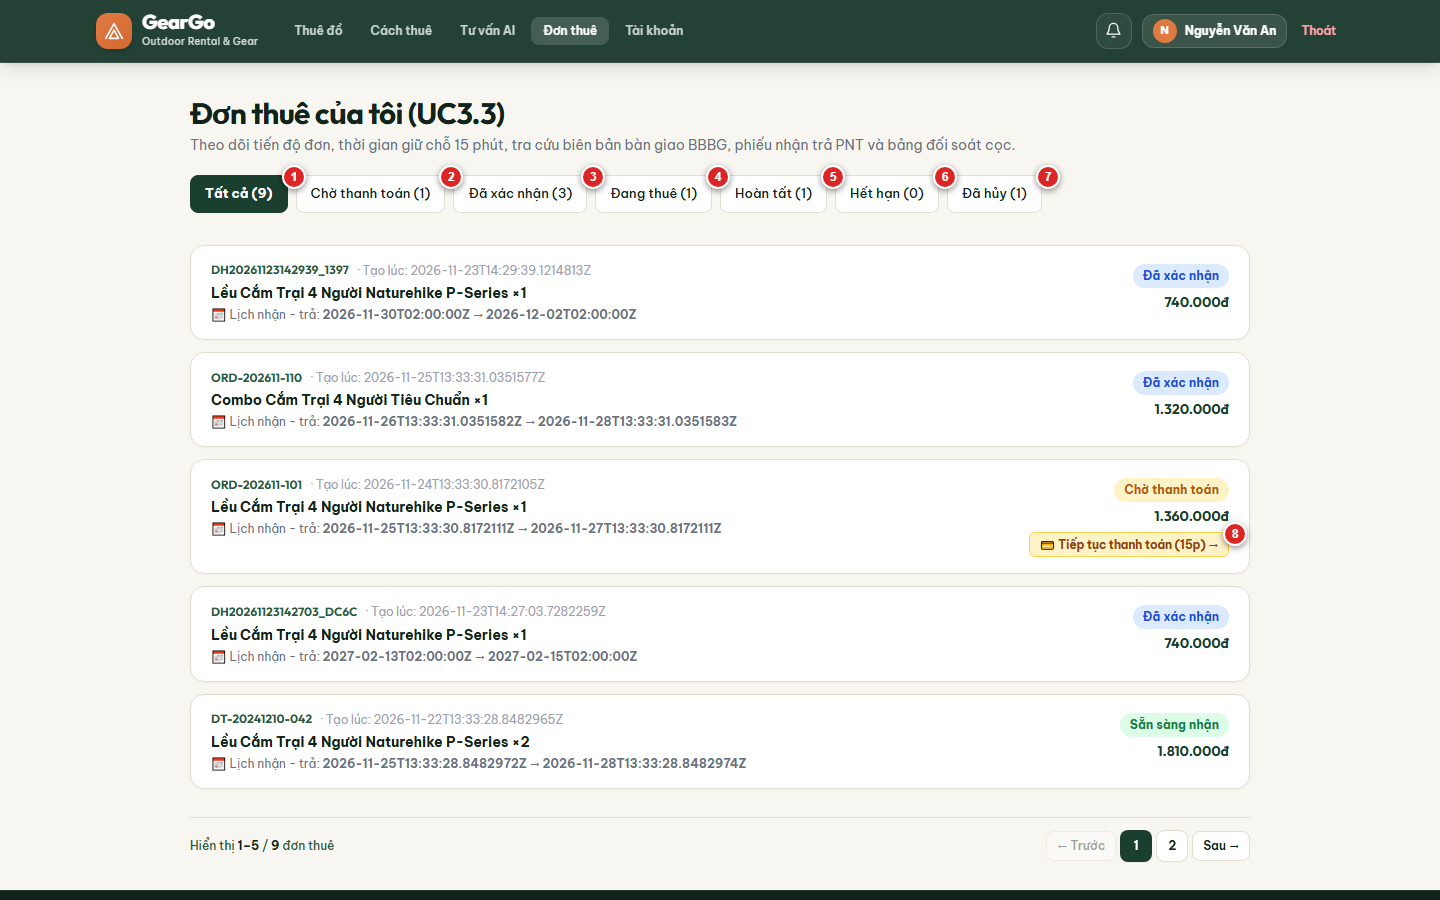 GearGo
Outdoor Rental & Gear
Thuê đồ
Cách thuê
Tư vấn AI
Đơn thuê
Tài khoản
N
Nguyễn Văn An
Thoát
Đơn thuê của tôi (UC3.3)
Theo dõi tiến độ đơn, thời gian giữ chỗ 15 phút, tra cứu biên bản bàn giao BBBG, phiếu nhận trả PNT và bảng đối soát cọc.
Tất cả (9)
1
Chờ thanh toán (1)
2
Đã xác nhận (3)
3
Đang thuê (1)
4
Hoàn tất (1)
5
Hết hạn (0)
6
Đã hủy (1)
7
DH20261123142939_1397 · Tạo lúc: 2026-11-23T14:29:39.1214813Z
Lều Cắm Trại 4 Người Naturehike P-Series ×1
Lịch nhận - trả: 2026-11-30T02:00:00Z → 2026-12-02T02:00:00Z
Đã xác nhận
740.000đ
ORD-202611-110 · Tạo lúc: 2026-11-25T13:33:31.0351577Z
Combo Cắm Trại 4 Người Tiêu Chuẩn ×1
Lịch nhận - trả: 2026-11-26T13:33:31.0351582Z → 2026-11-28T13:33:31.0351583Z
Đã xác nhận
1.320.000đ
ORD-202611-101 · Tạo lúc: 2026-11-24T13:33:30.8172105Z
Lều Cắm Trại 4 Người Naturehike P-Series ×1
Lịch nhận - trả: 2026-11-25T13:33:30.8172111Z → 2026-11-27T13:33:30.8172111Z
Chờ thanh toán
1.360.000đ
8
Tiếp tục thanh toán (15p) →
DH20261123142703_DC6C · Tạo lúc: 2026-11-23T14:27:03.7282259Z
Lều Cắm Trại 4 Người Naturehike P-Series ×1
Lịch nhận - trả: 2027-02-13T02:00:00Z → 2027-02-15T02:00:00Z
Đã xác nhận
740.000đ
DT-20241210-042 · Tạo lúc: 2026-11-22T13:33:28.8482965Z
Lều Cắm Trại 4 Người Naturehike P-Series ×2
Lịch nhận - trả: 2026-11-25T13:33:28.8482972Z → 2026-11-28T13:33:28.8482974Z
Sẵn sàng nhận
1.810.000đ
Hiển thị 1–5 / 9 đơn thuê
← Trước
1
2
Sau →